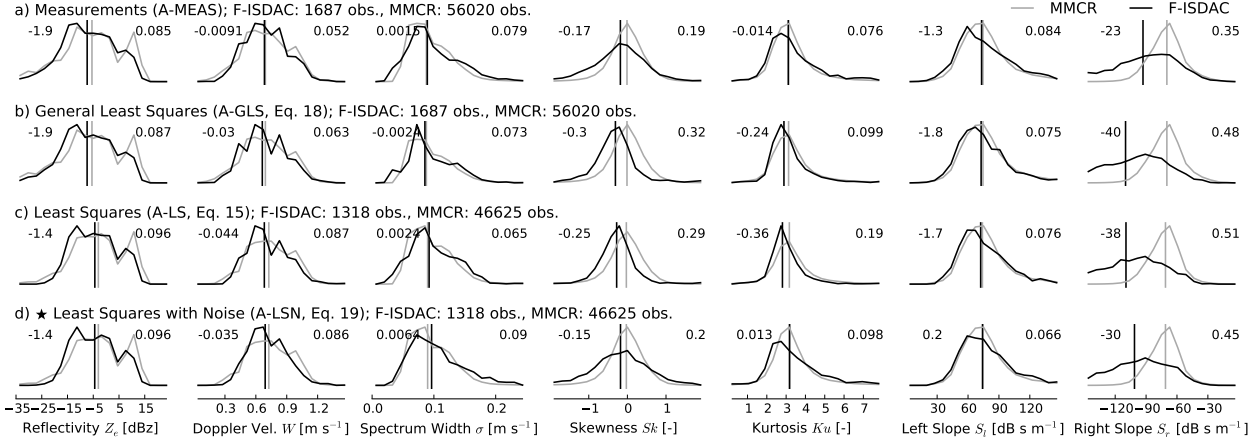 a) Measurements (A-MEAS); F-ISDAC: 1687 obs., MMCR: 56020 obs.
MMCR F-ISDAC
-1.9 0.085 -0.0091 0.052 0.0015 0.079 -0.17 0.19 -0.014 0.076 -1.3 0.084 -23 0.35
b) General Least Squares (A-GLS, Eq. 18); F-ISDAC: 1687 obs., MMCR: 56020 obs.
-1.9 0.087 -0.03 0.063 0.073 -0.3 0.32 -0.24 0.099 -1.8 0.075 -40 0.48
c) Least Squares (A-LS, Eq. 15); F-ISDAC: 1318 obs., MMCR: 46625 obs.
-1.4 0.096 -0.044 0.087 0.0024 0.065 -0.25 0.29 -0.36 0.19 -1.7 0.076 -38 0.51
d) ★ Least Squares with Noise (A-LSN, Eq. 19); F-ISDAC: 1318 obs., MMCR: 46625 obs.
-1.4 0.096 -0.035 0.086 0.0064 0.09 -0.15 0.2 0.013 0.098 0.2 0.066 -30 0.45
−35 −25 −15 −5 5 15 0.3 0.6 0.9 1.2 0.0 0.1 0.2 −1 0 1 1 2 3 4 5 6 7 30 60 90 120 −120 −90 −60 −30
Reflectivity Z_e [dBz] Doppler Vel. W [m s⁻¹] Spectrum Width σ [m s⁻¹] Skewness Sk [-] Kurtosis Ku [-] Left Slope S_l [dB s m⁻¹] Right Slope S_r [dB s m⁻¹]